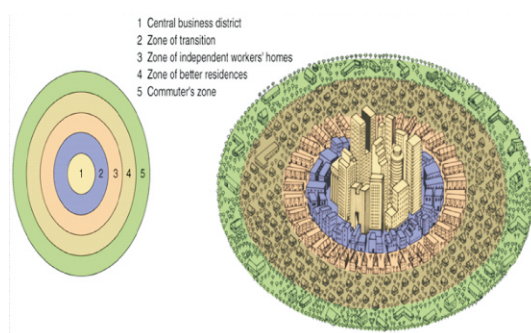 1 Central business district
2 Zone of transition
3 Zone of independent workers' homes
4 Zone of better residences
5 Commuter's zone
1 2 3 4 5